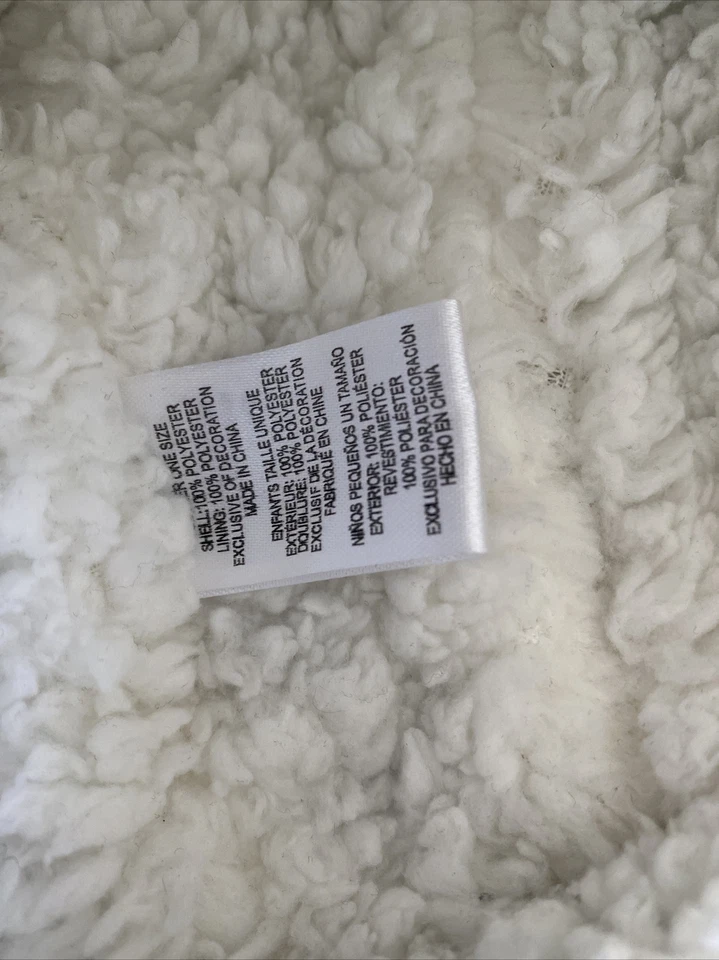 ONE SIZE
SHELL:100% POLYESTER
LINING: 100% POLYESTER
EXCLUSIVE OF DECORATION
MADE IN CHINA
ENFANTS TAILLE UNIQUE
EXTÉRIEUR: 100% POLYESTER
DOUBLURE: 100% POLYESTER
EXCLUSIF DE LA DÉCORATION
FABRIQUÉ EN CHINE
NIÑOS PEQUEÑOS UN TAMAÑO
EXTERIOR: 100% POLIÉSTER
REVESTIMIENTO:
100% POLIÉSTER
EXCLUSIVO PARA DECORACIÓN
HECHO EN CHINA